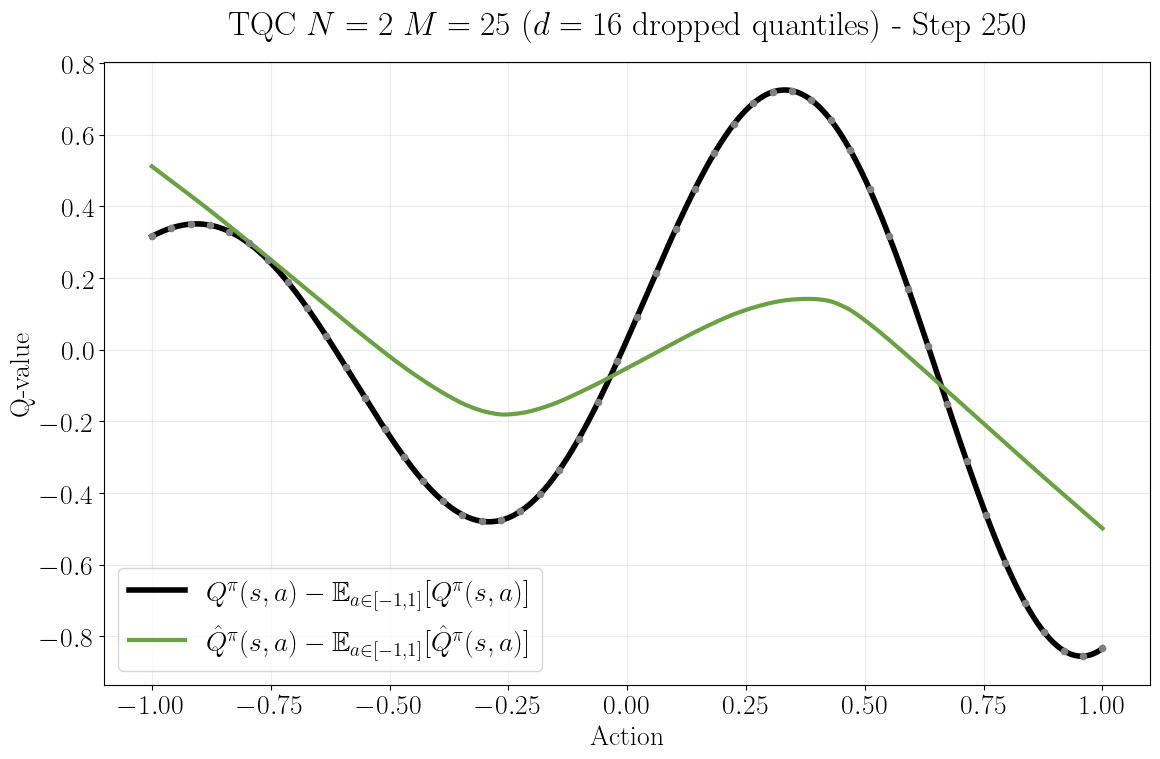 TQC N = 2 M = 25 (d = 16 dropped quantiles) - Step 250
0.8
0.6
0.4
0.2
0.0
−0.2
−0.4
−0.6
−0.8
Q-value
Q^π(s, a) − 𝔼_{a∈[−1,1]}[Q^π(s, a)]
Q̂^π(s, a) − 𝔼_{a∈[−1,1]}[Q̂^π(s, a)]
−1.00 −0.75 −0.50 −0.25 0.00 0.25 0.50 0.75 1.00
Action